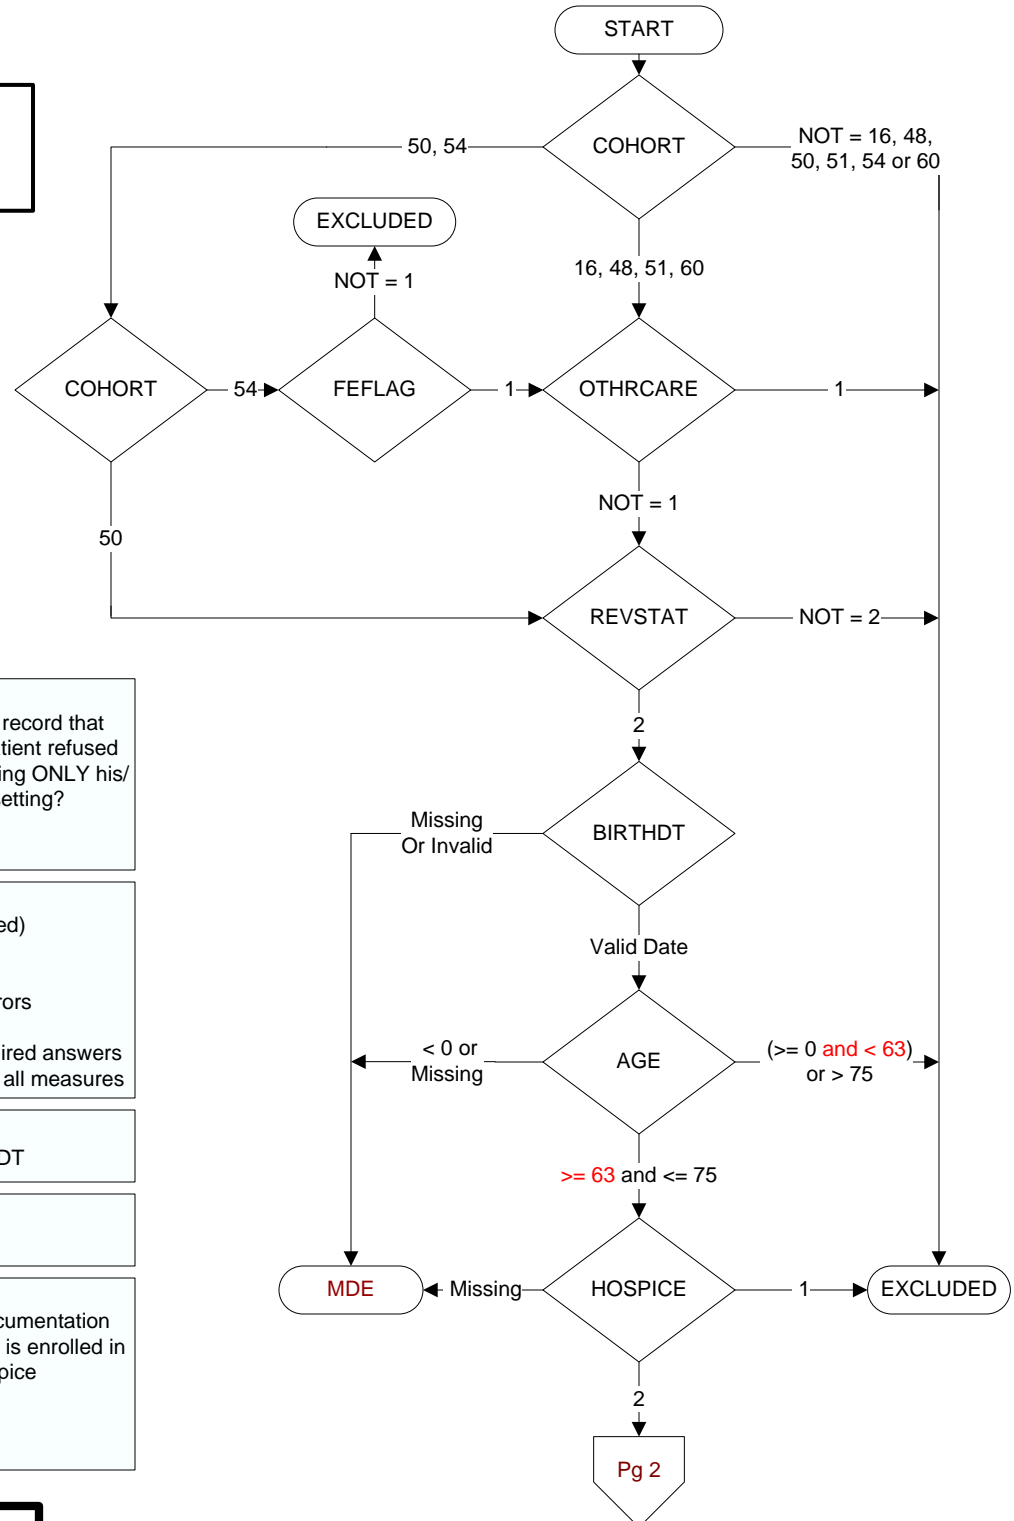 START
COHORT
50, 54
NOT = 16, 48,
50, 51, 54 or 60
EXCLUDED
NOT = 1
16, 48, 51, 60
COHORT
54
FEFLAG
1
OTHRCARE
1
NOT = 1
50
REVSTAT
NOT = 2
2
record that
tient refused
ing ONLY his/
etting?
Missing
Or Invalid
BIRTHDT
ed)
rors
ired answers
all measures
Valid Date
< 0 or
Missing
AGE
(>= 0 and < 63)
or > 75
DT
>= 63 and <= 75
MDE
Missing
HOSPICE
1
EXCLUDED
cumentation
is enrolled in
pice
2
Pg 2